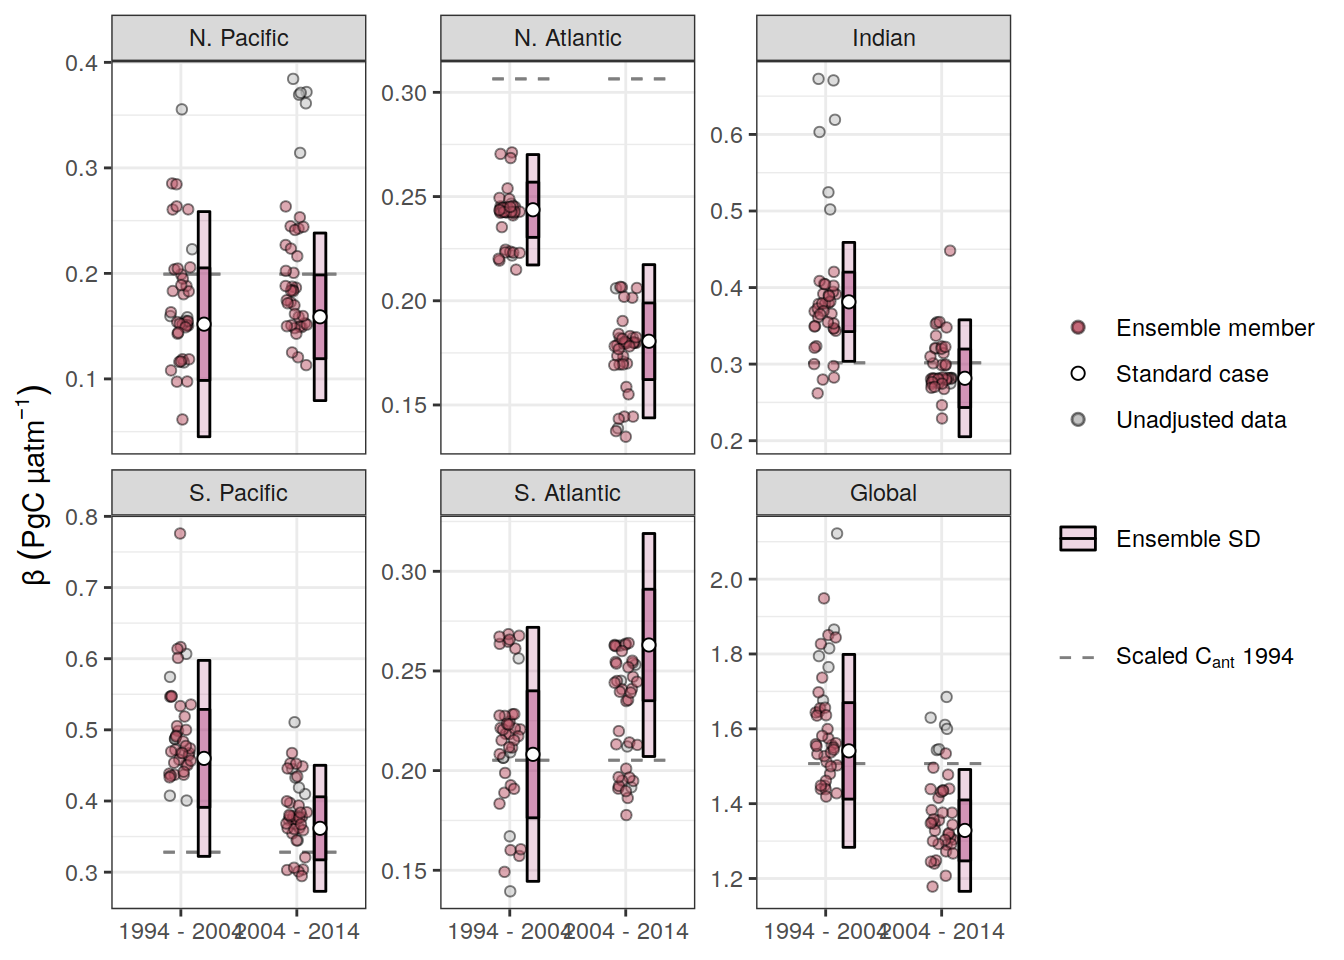 N. Pacific
N. Atlantic
Indian
0.4
0.3
0.2
0.1
0.30
0.25
0.20
0.15
0.6
0.5
0.4
0.3
0.2
S. Pacific
S. Atlantic
Global
0.8
0.7
0.6
0.5
0.4
0.3
0.30
0.25
0.20
0.15
2.0
1.8
1.6
1.4
1.2
1994 - 2004
2004 - 2014
1994 - 2004
2004 - 2014
1994 - 2004
2004 - 2014
β (PgC µatm⁻¹)
Ensemble member
Standard case
Unadjusted data
Ensemble SD
Scaled Cant 1994